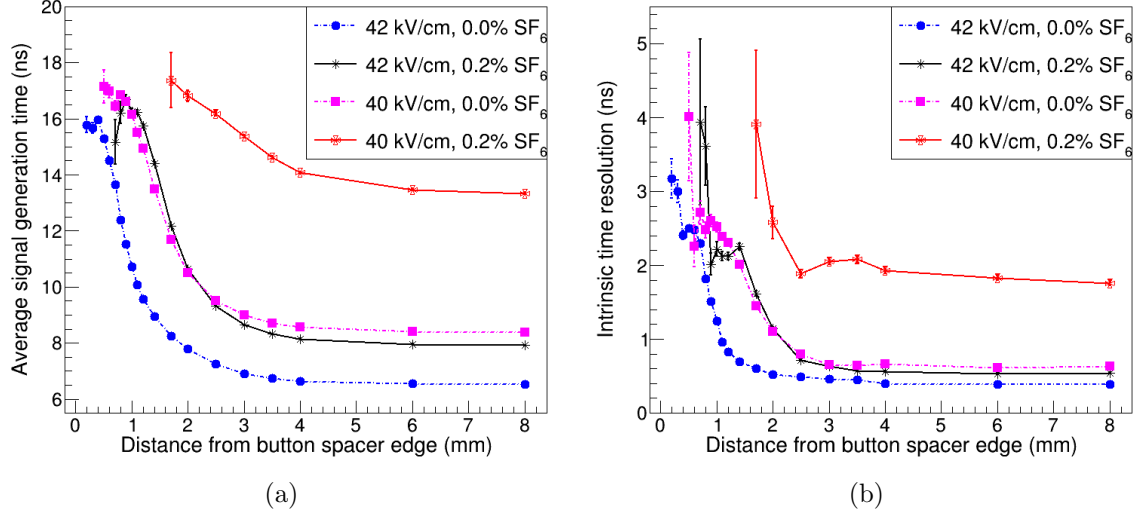 20
18
16
14
12
10
8
6
Average signal generation time (ns)
42 kV/cm, 0.0% SF₆
42 kV/cm, 0.2% SF₆
40 kV/cm, 0.0% SF₆
40 kV/cm, 0.2% SF₆
0 1 2 3 4 5 6 7 8
Distance from button spacer edge (mm)
(a)
5
4
3
2
1
0
Intrinsic time resolution (ns)
42 kV/cm, 0.0% SF₆
42 kV/cm, 0.2% SF₆
40 kV/cm, 0.0% SF₆
40 kV/cm, 0.2% SF₆
0 1 2 3 4 5 6 7 8
Distance from button spacer edge (mm)
(b)